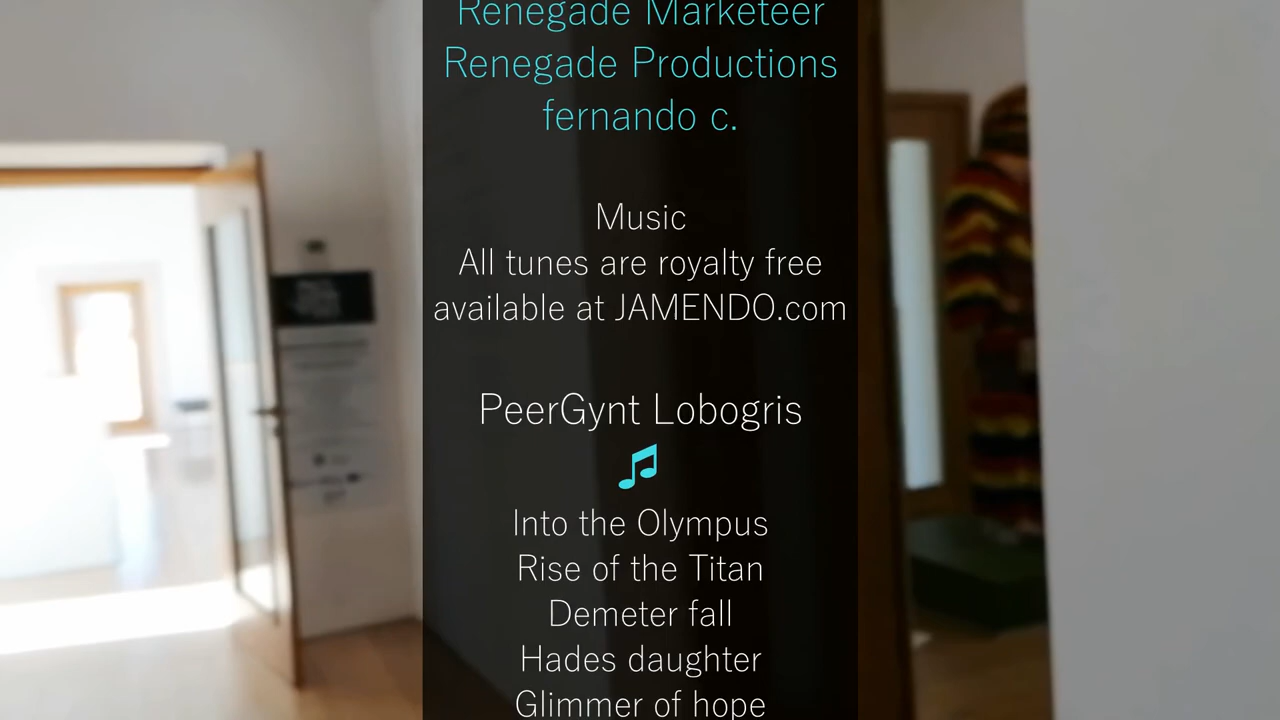 Renegade Marketeer
Renegade Productions
fernando c.
Music
All tunes are royalty free
available at JAMENDO.com
PeerGynt Lobogris
Into the Olympus
Rise of the Titan
Demeter fall
Hades daughter
Glimmer of hope